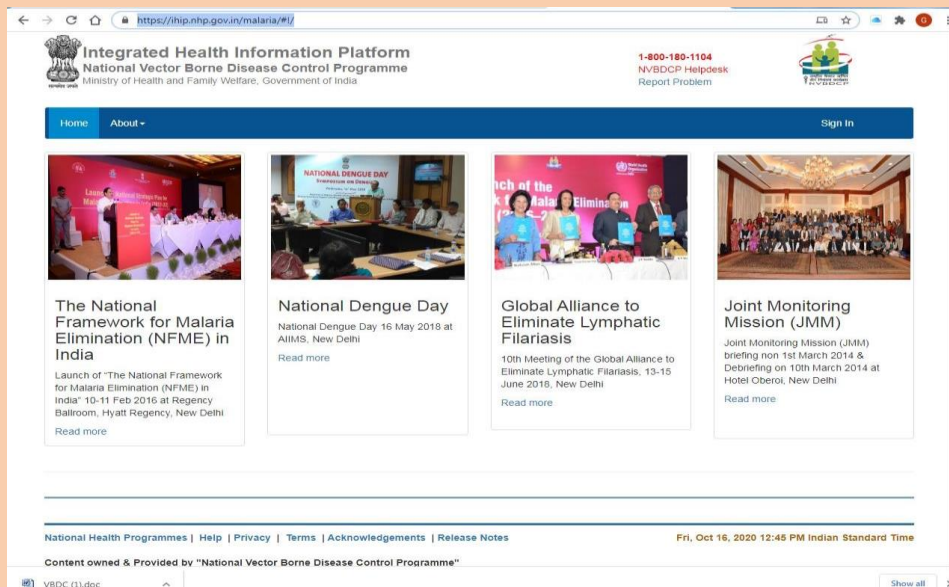 https://ihip.nhp.gov.in/malaria/#!/
G
Integrated Health Information Platform
National Vector Borne Disease Control Programme
Ministry of Health and Family Welfare, Government of India
1-800-180-1104
NVBDCP Helpdesk
Report Problem
NVBDCP
Home
About
Sign In
NATIONAL DENGUE DAY
SYMPOSIUM ON DENGUE
The National
Framework for Malaria
Elimination (NFME) in
India
Launch of "The National Framework
for Malaria Elimination (NFME) in
India" 10-11 Feb 2016 at Regency
Ballroom, Hyatt Regency, New Delhi
Read more
National Dengue Day
National Dengue Day 16 May 2018 at
AIIMS, New Delhi
Read more
Global Alliance to
Eliminate Lymphatic
Filariasis
10th Meeting of the Global Alliance to
Eliminate Lymphatic Filariasis, 13-15
June 2018, New Delhi
Read more
Joint Monitoring
Mission (JMM)
Joint Monitoring Mission (JMM)
briefing non 1st March 2014 &
Debriefing on 10th March 2014 at
Hotel Oberoi, New Delhi
Read more
National Health Programmes | Help | Privacy | Terms | Acknowledgements | Release Notes
Fri, Oct 16, 2020 12:45 PM Indian Standard Time
Content owned & Provided by "National Vector Borne Disease Control Programme"
VBDC (1).doc
Show all